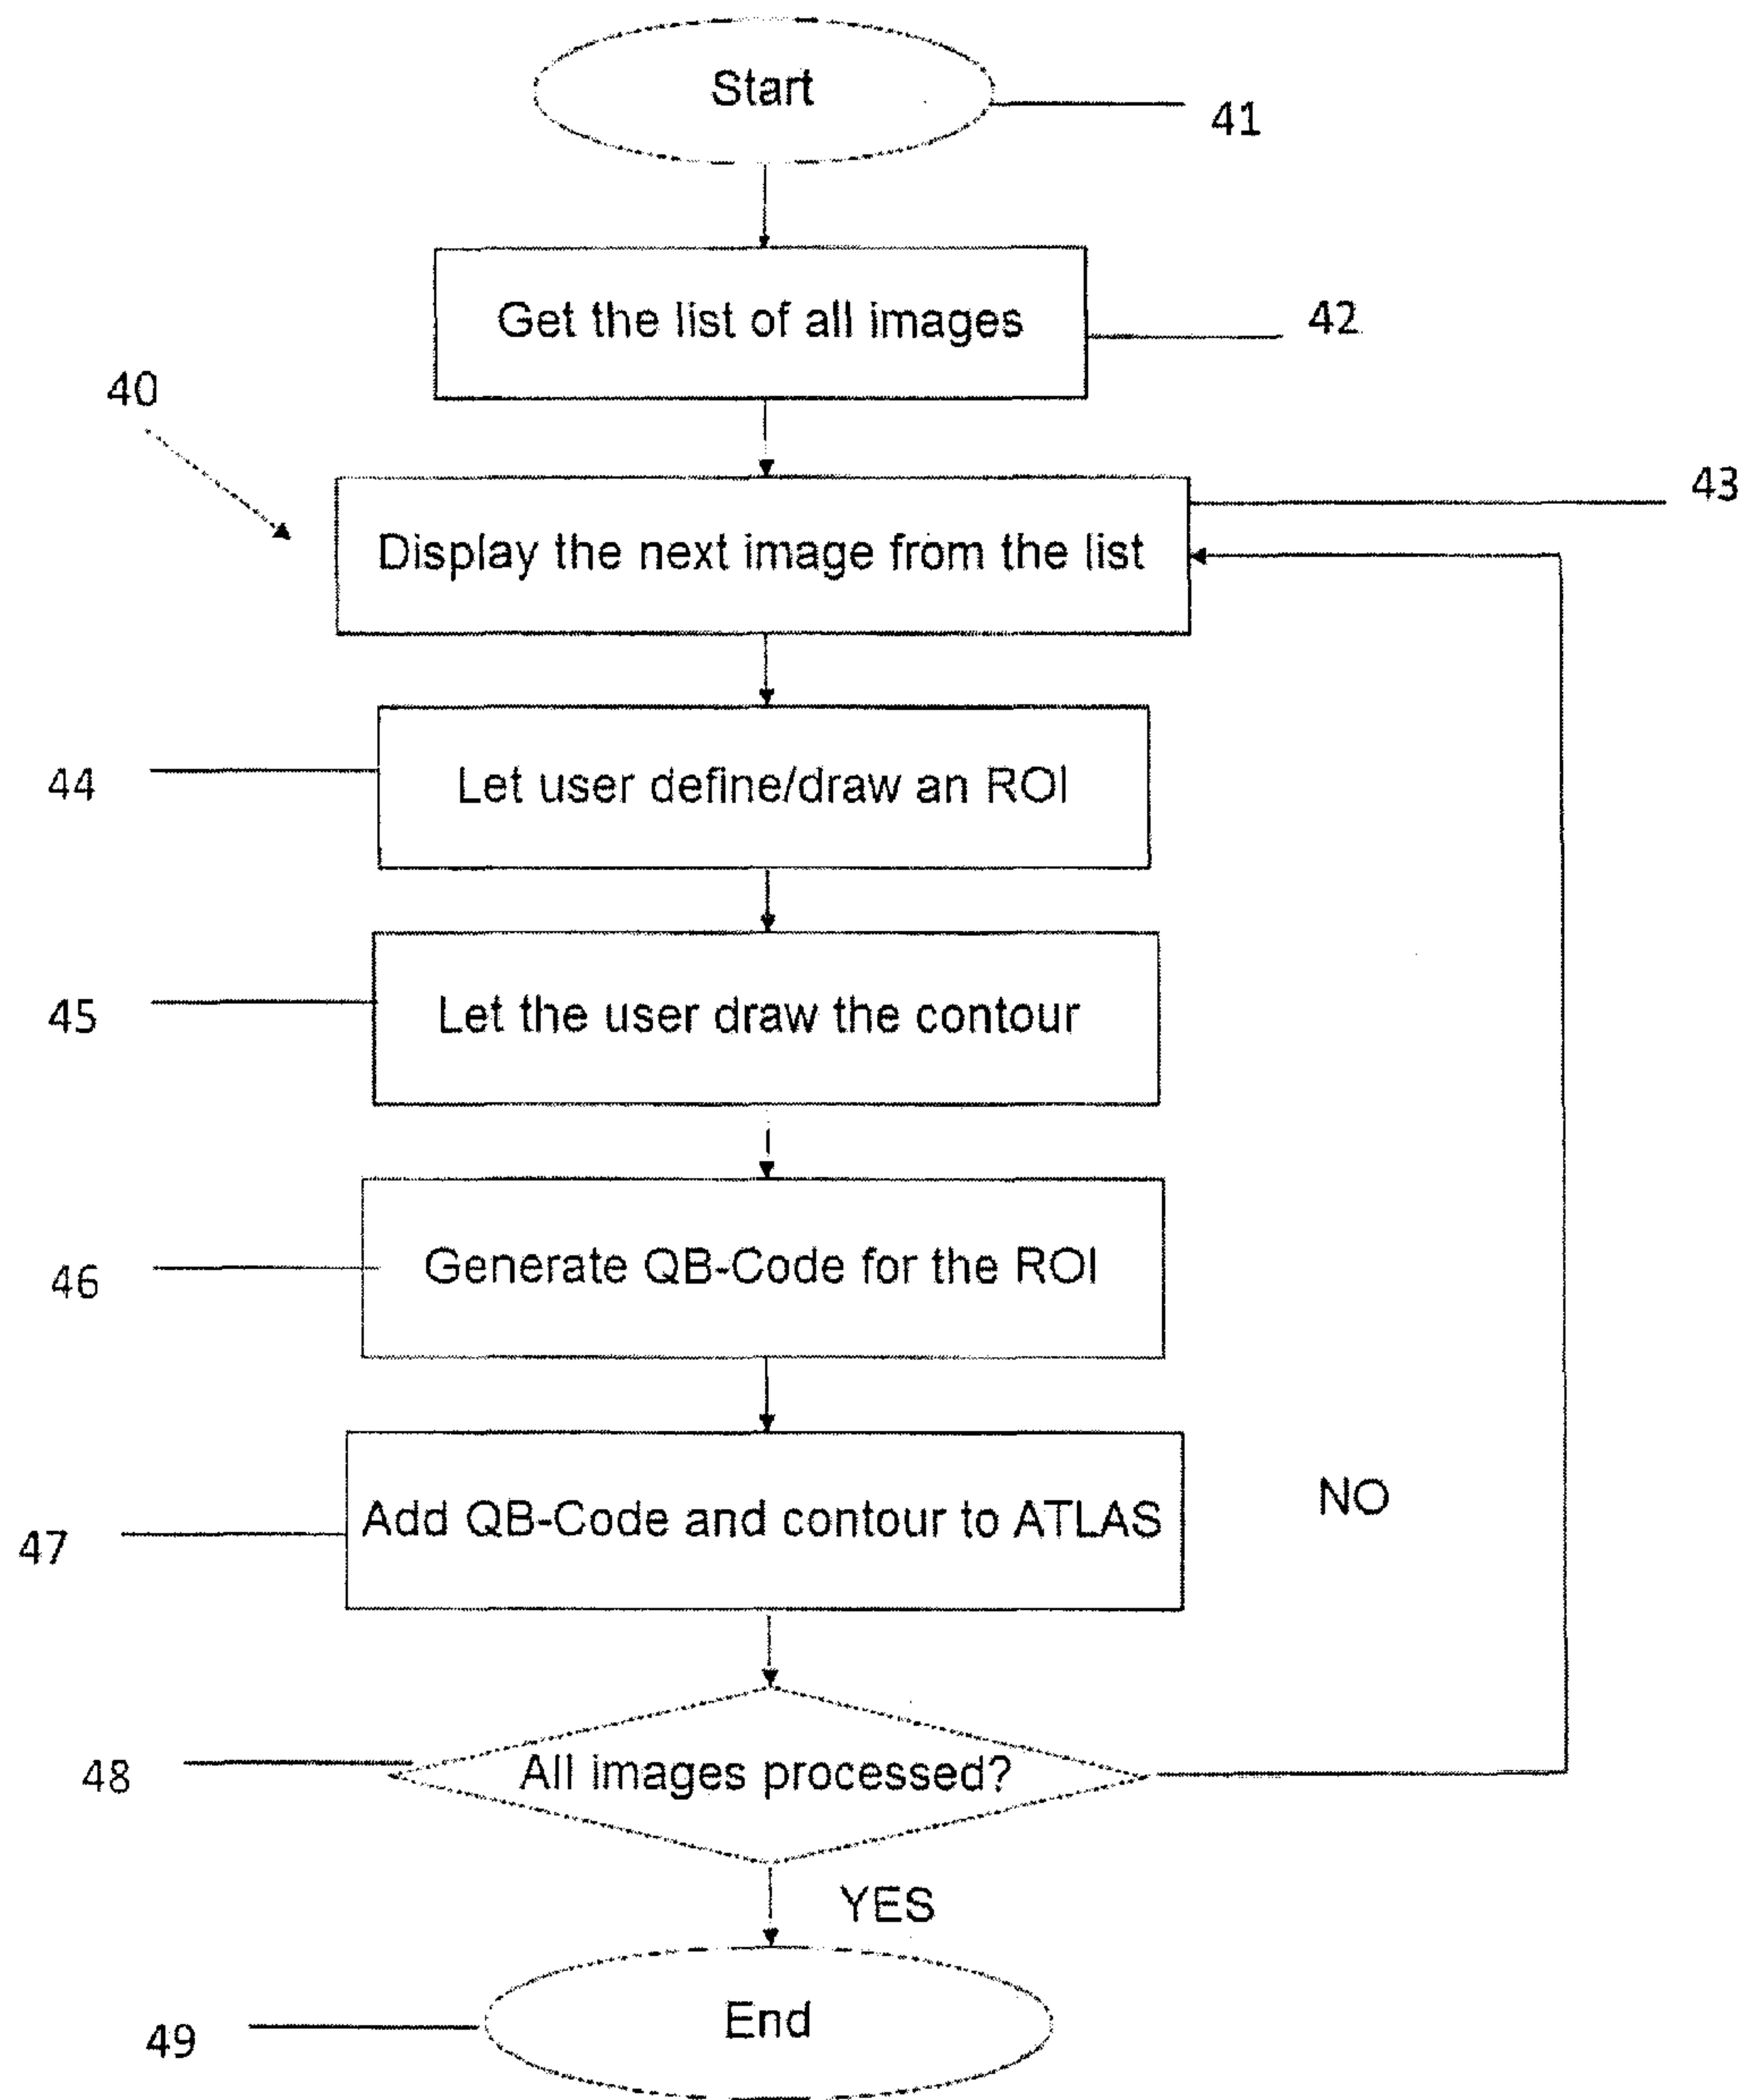 Start
41
Get the list of all images
42
40
43
Display the next image from the list
44
Let user define/draw an ROI
45
Let the user draw the contour
46
Generate QB-Code for the ROI
NO
47
Add QB-Code and contour to ATLAS
48
All images processed?
YES
End
49